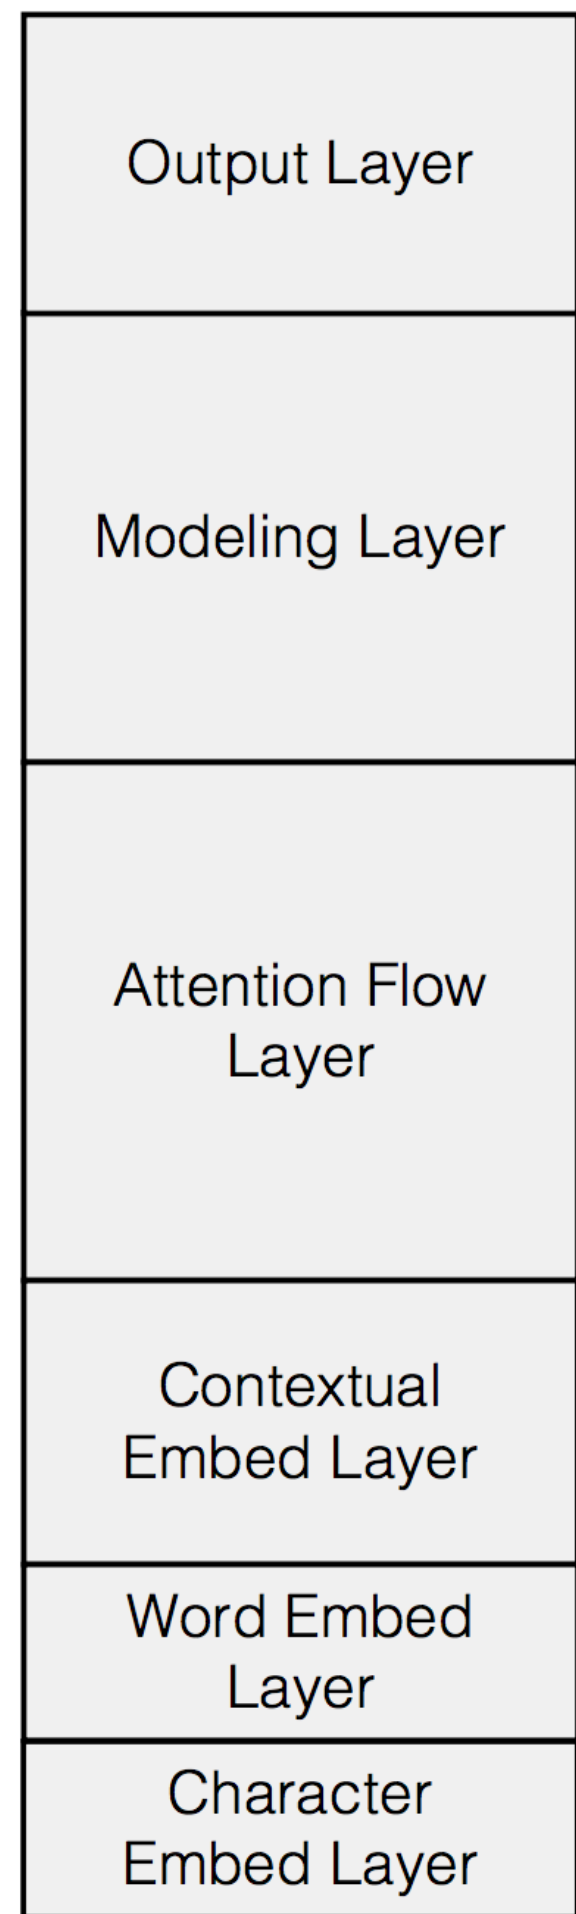 Output Layer
Modeling Layer
Attention Flow
Layer
Contextual
Embed Layer
Word Embed
Layer
Character
Embed Layer